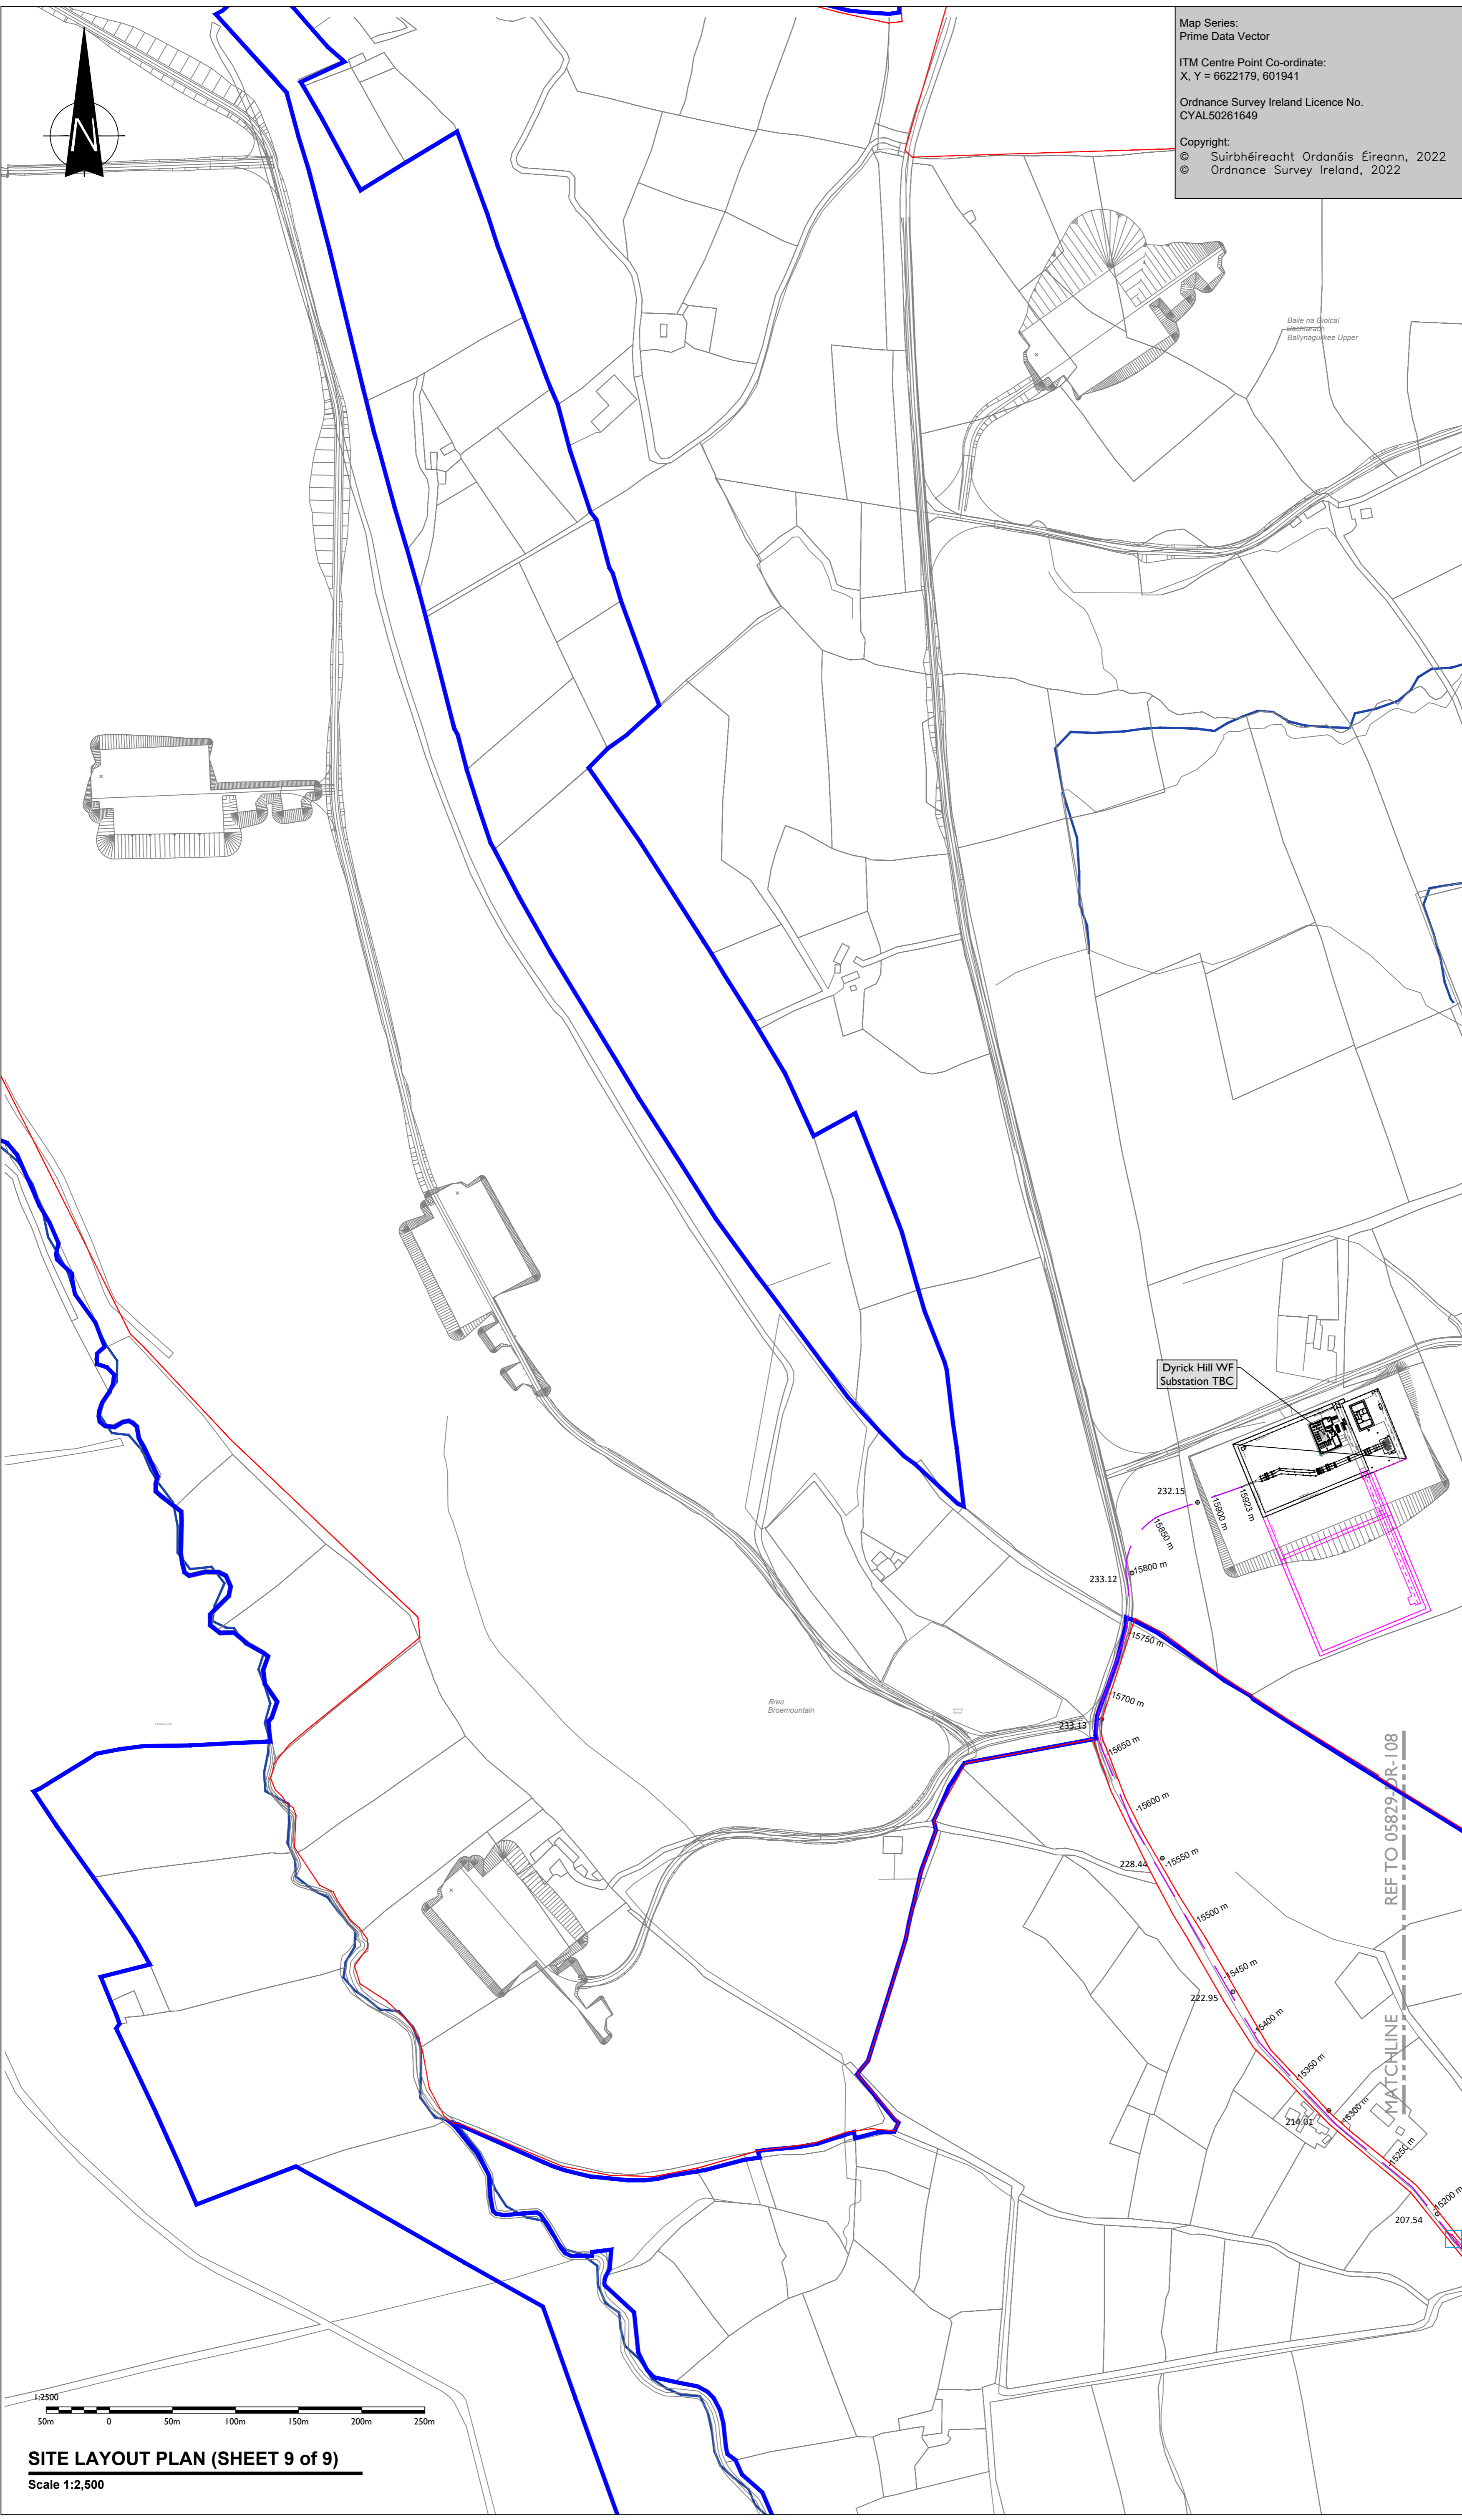 Map Series:
Prime Data Vector
ITM Centre Point Co-ordinate:
X, Y = 6622179, 601941
Ordnance Survey Ireland Licence No.
CYAL50261649
Copyright:
© Suirbhéireacht Ordanáis Éireann, 2022
© Ordnance Survey Ireland, 2022
N
Baile na Giolcaí
Uachtarach
Ballynaguilkee Upper
Dyrick Hill WF
Substation TBC
232.15
15923 m
15900 m
15850 m
233.12
15800 m
15750 m
15700 m
233.13
15650 m
15600 m
228.44
15550 m
15500 m
15450 m
222.95
15400 m
15350 m
15300 m
214.01
15250 m
15200 m
207.54
Breo
Broemountain
MATCHLINE REF TO 05829-DR-108
1:2500
50m 0 50m 100m 150m 200m 250m
SITE LAYOUT PLAN (SHEET 9 of 9)
Scale 1:2,500